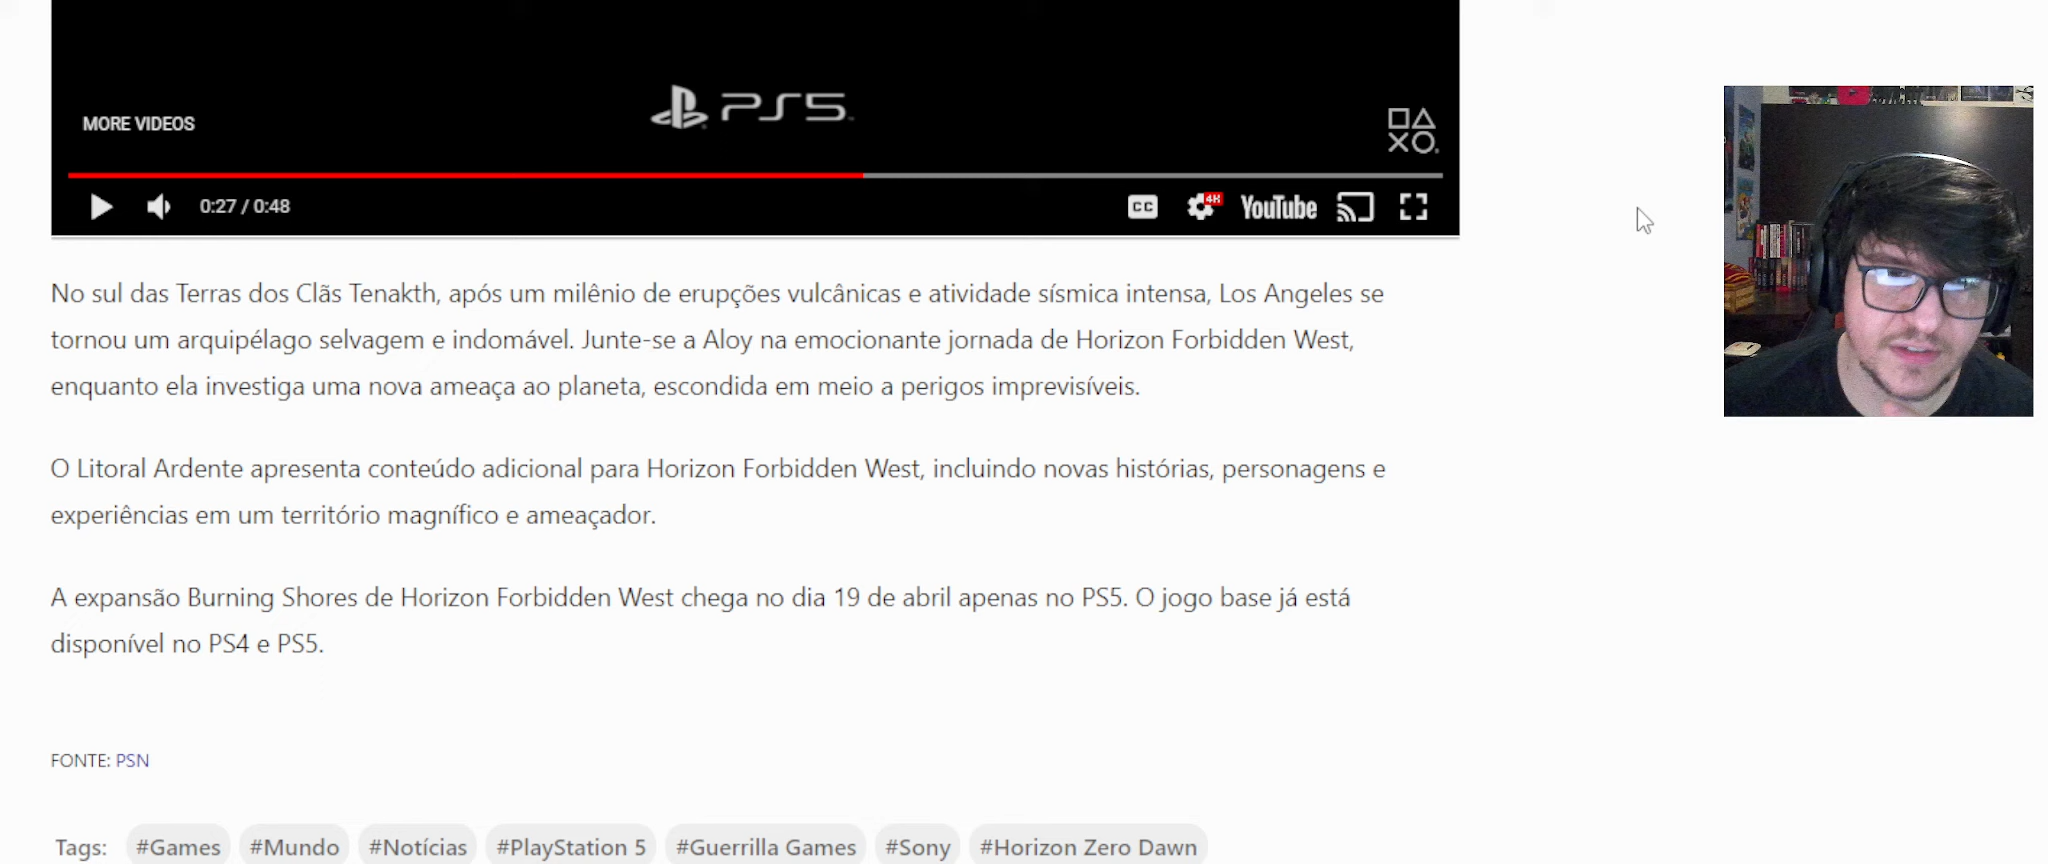 PS5
MORE VIDEOS
0:27 / 0:48
CC
4K
YouTube
No sul das Terras dos Clãs Tenakth, após um milênio de erupções vulcânicas e atividade sísmica intensa, Los Angeles se
tornou um arquipélago selvagem e indomável. Junte-se a Aloy na emocionante jornada de Horizon Forbidden West,
enquanto ela investiga uma nova ameaça ao planeta, escondida em meio a perigos imprevisíveis.
O Litoral Ardente apresenta conteúdo adicional para Horizon Forbidden West, incluindo novas histórias, personagens e
experiências em um território magnífico e ameaçador.
A expansão Burning Shores de Horizon Forbidden West chega no dia 19 de abril apenas no PS5. O jogo base já está
disponível no PS4 e PS5.
FONTE: PSN
Tags: #Games #Mundo #Notícias #PlayStation 5 #Guerrilla Games #Sony #Horizon Zero Dawn